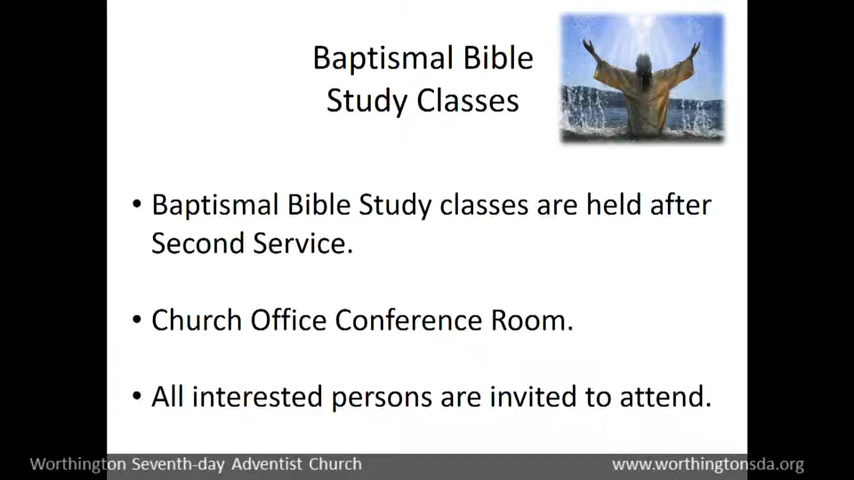 Baptismal Bible
Study Classes
• Baptismal Bible Study classes are held after
Second Service.
• Church Office Conference Room.
• All interested persons are invited to attend.
Worthington Seventh-day Adventist Church
www.worthingtonsda.org